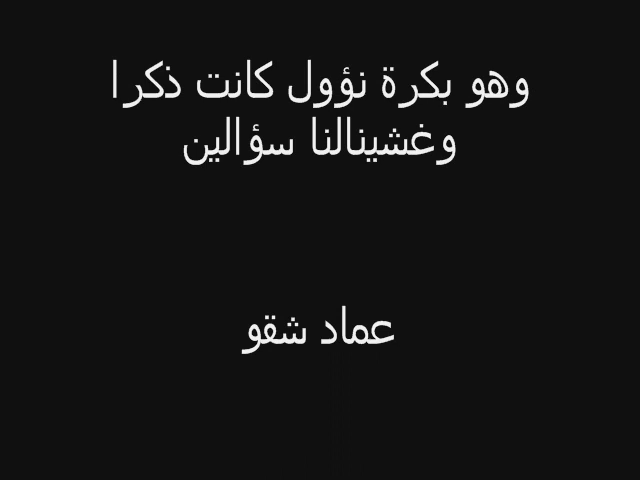 وهو بكرة نؤول كانت ذكرا
وغشينالنا سؤالين
عماد شقو